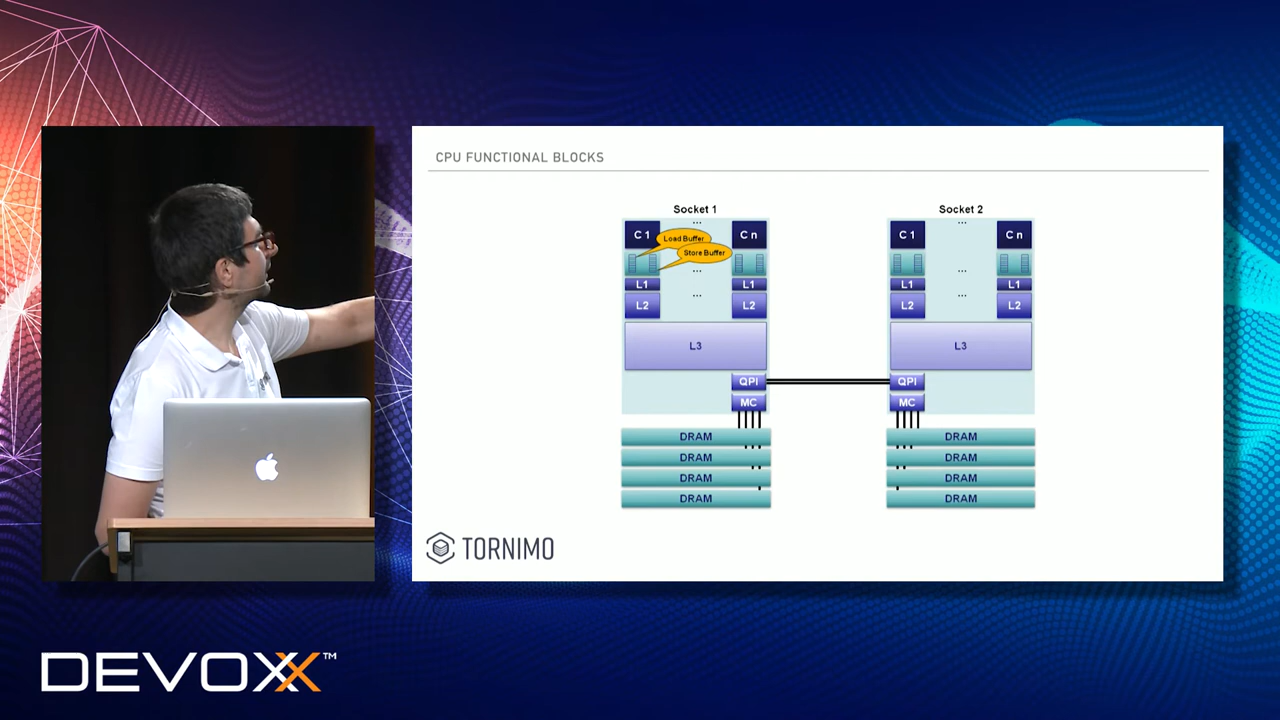 CPU FUNCTIONAL BLOCKS
Socket 1
Socket 2
...
...
C 1
Load Buffer
C n
C 1
C n
Store Buffer
...
...
L1
...
L1
L1
...
L1
L2
L2
L2
L2
L3
L3
QPI
QPI
MC
MC
DRAM
DRAM
DRAM
DRAM
DRAM
DRAM
DRAM
DRAM
TORNIMO
DEVOXX™